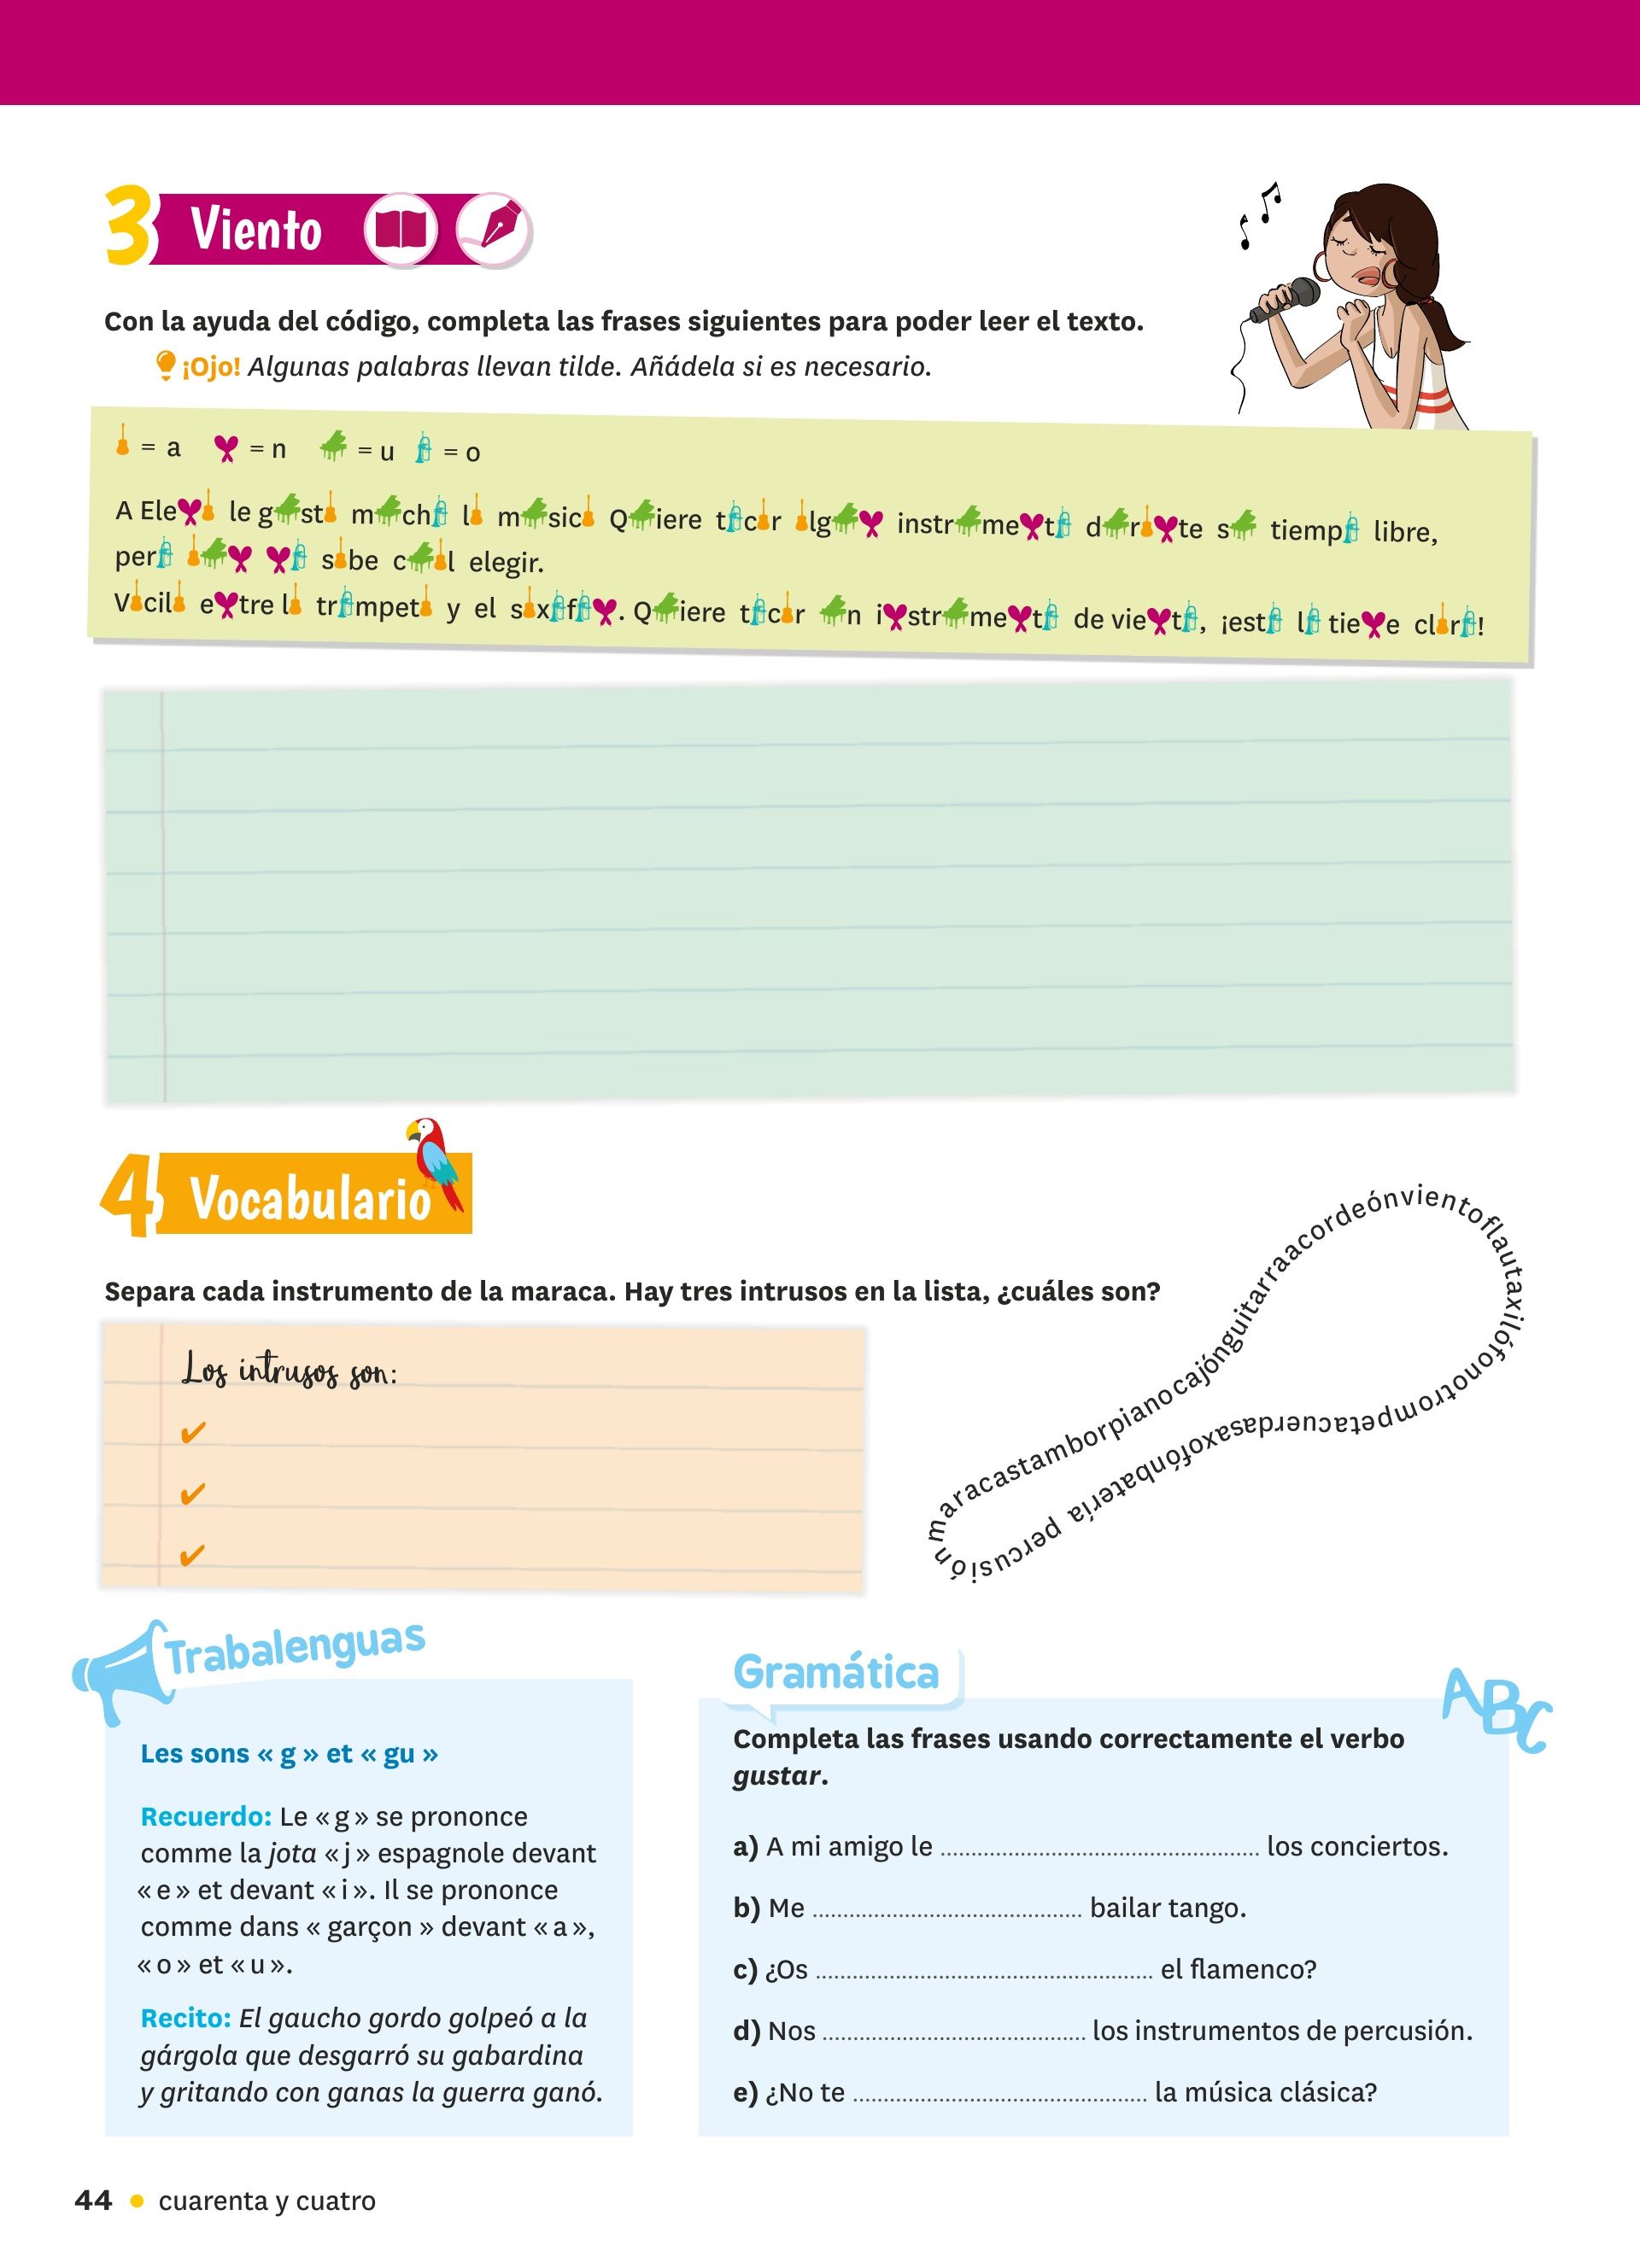 3 Viento
Con la ayuda del código, completa las frases siguientes para poder leer el texto.
¡Ojo! Algunas palabras llevan tilde. Añádela si es necesario.
= a = n = u = o
A Ele le g st m ch l m sic Q iere t c r lg instr me t d r te s tiemp libre,
per s be c l elegir.
V cil e tre l tr mpet y el s x f . Q iere t c r n i str me t de vie t , ¡est l tie e cl r !
4 Vocabulario
Separa cada instrumento de la maraca. Hay tres intrusos en la lista, ¿cuáles son?
maracastamborpianocajónguitarraacordeónvientoflautaxilófonotrompetacuerdasaxofónbatería percusión
Los intrusos son:
✔
✔
✔
Trabalenguas
Les sons « g » et « gu »
Recuerdo: Le « g » se prononce
comme la jota « j » espagnole devant
« e » et devant « i ». Il se prononce
comme dans « garçon » devant « a »,
« o » et « u ».
Recito: El gaucho gordo golpeó a la
gárgola que desgarró su gabardina
y gritando con ganas la guerra ganó.
Gramática
ABC
Completa las frases usando correctamente el verbo
gustar.
a) A mi amigo le .......................................... los conciertos.
b) Me .................................... bailar tango.
c) ¿Os ............................................. el flamenco?
d) Nos ................................... los instrumentos de percusión.
e) ¿No te ....................................... la música clásica?
44 • cuarenta y cuatro